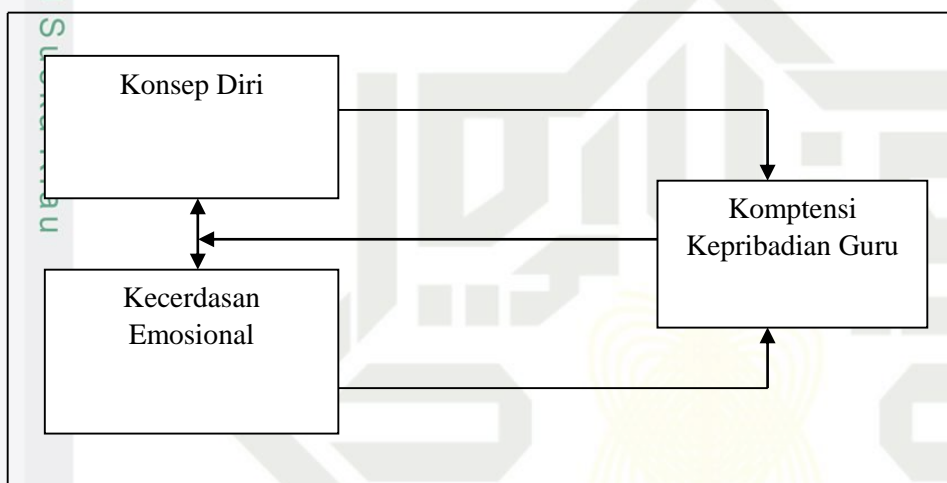 Konsep Diri
Komptensi
Kepribadian Guru
Kecerdasan
Emosional